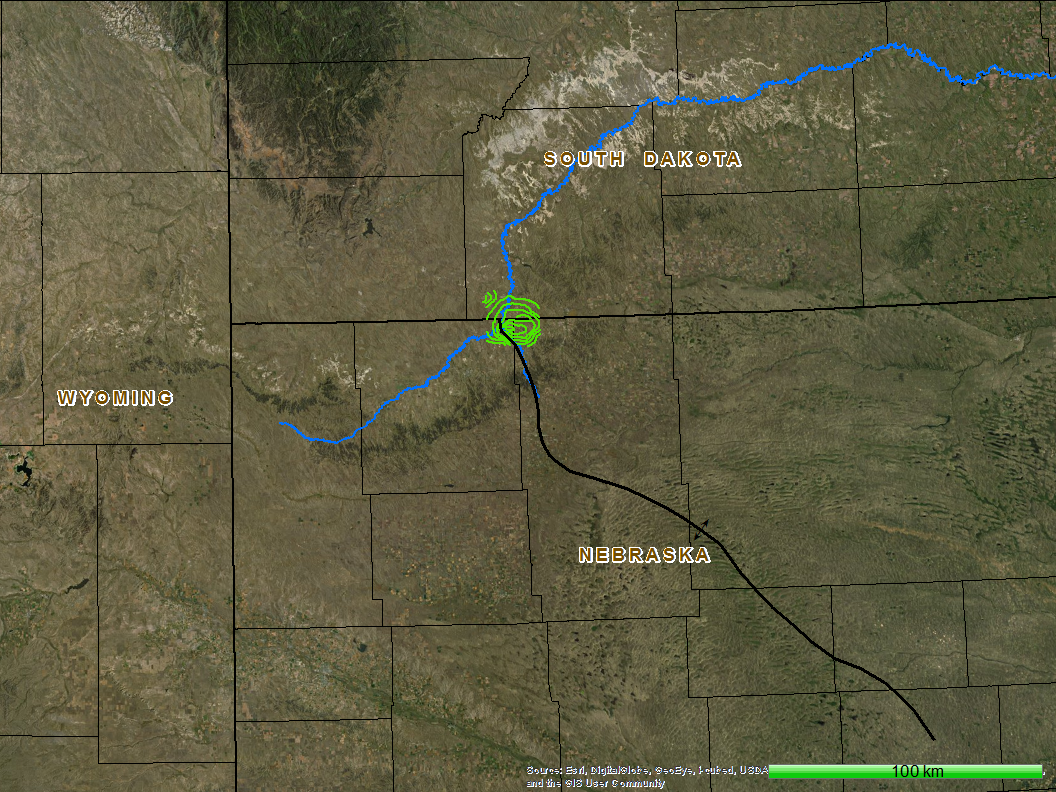 SOUTH DAKOTA
WYOMING
NEBRASKA
Source: Esri, DigitalGlobe, GeoEye, i-cubed, USDA
100 km
and the GIS User Community